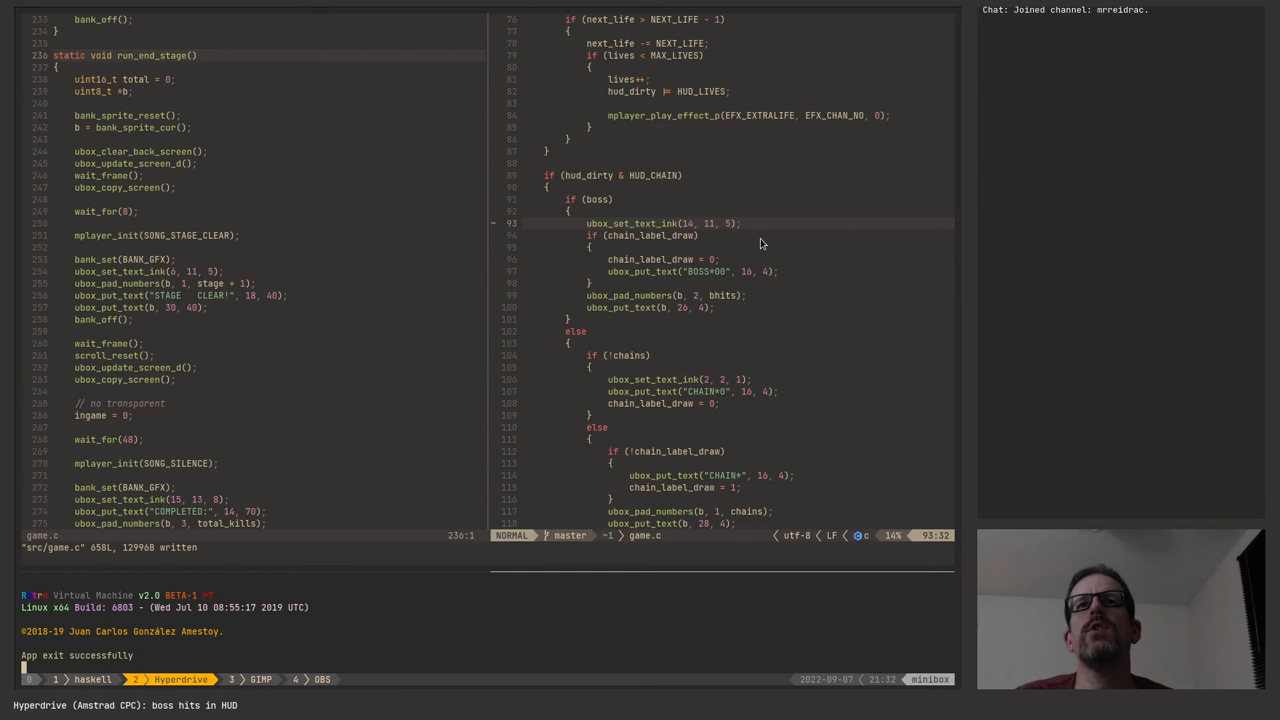 233 bank_off();
234 }
235
236 static void run_end_stage()
237 {
238 uint16_t total = 0;
239 uint8_t *b;
240
241 bank_sprite_reset();
242 b = bank_sprite_cur();
243
244 ubox_clear_back_screen();
245 ubox_update_screen_d();
246 wait_frame();
247 ubox_copy_screen();
248
249 wait_for(8);
250
251 mplayer_init(SONG_STAGE_CLEAR);
252
253 bank_set(BANK_GFX);
254 ubox_set_text_ink(6, 11, 5);
255 ubox_pad_numbers(b, 1, stage + 1);
256 ubox_put_text("STAGE   CLEAR!", 18, 40);
257 ubox_put_text(b, 30, 40);
258 bank_off();
259
260 wait_frame();
261 scroll_reset();
262 ubox_update_screen_d();
263 ubox_copy_screen();
264
265 // no transparent
266 ingame = 0;
267
268 wait_for(48);
269
270 mplayer_init(SONG_SILENCE);
271
272 bank_set(BANK_GFX);
273 ubox_set_text_ink(15, 13, 8);
274 ubox_put_text("COMPLETED:", 14, 70);
275 ubox_pad_numbers(b, 3, total_kills);
game.c 236:1
"src/game.c" 658L, 12996B written
76 if (next_life > NEXT_LIFE - 1)
77 {
78 next_life -= NEXT_LIFE;
79 if (lives < MAX_LIVES)
80 {
81 lives++;
82 hud_dirty |= HUD_LIVES;
83
84 mplayer_play_effect_p(EFX_EXTRALIFE, EFX_CHAN_NO, 0);
85 }
86 }
87 }
88
89 if (hud_dirty & HUD_CHAIN)
90 {
91 if (boss)
92 {
~ 93 ubox_set_text_ink(14, 11, 5);
94 if (chain_label_draw)
95 {
96 chain_label_draw = 0;
97 ubox_put_text("BOSS*00", 16, 4);
98 }
99 ubox_pad_numbers(b, 2, bhits);
100 ubox_put_text(b, 26, 4);
101 }
102 else
103 {
104 if (!chains)
105 {
106 ubox_set_text_ink(2, 2, 1);
107 ubox_put_text("CHAIN*0", 16, 4);
108 chain_label_draw = 0;
109 }
110 else
111 {
112 if (!chain_label_draw)
113 {
114 ubox_put_text("CHAIN*", 16, 4);
115 chain_label_draw = 1;
116 }
117 ubox_pad_numbers(b, 1, chains);
118 ubox_put_text(b, 28, 4);
NORMAL master ~1 game.c utf-8 LF c 14% 93:32
Retro Virtual Machine v2.0 BETA-1 r7
Linux x64 Build: 6803 - (Wed Jul 10 08:55:17 2019 UTC)
©2018-19 Juan Carlos González Amestoy.
App exit successfully
0 1 haskell 2 Hyperdrive 3 GIMP 4 OBS 2022-09-07 21:32 minibox
Hyperdrive (Amstrad CPC): boss hits in HUD
Chat: Joined channel: mrreidrac.